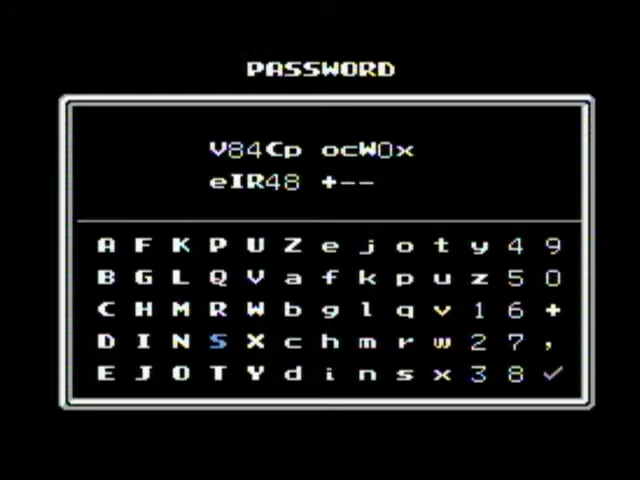 PASSWORD
V84Cp ocW0x
eIR48 +--
A F K P U Z e j o t y 4 9
B G L Q V a f k p u z 5 0
C H M R W b g l q v 1 6 +
D I N S X c h m r w 2 7 ,
E J O T Y d i n s x 3 8 ✓